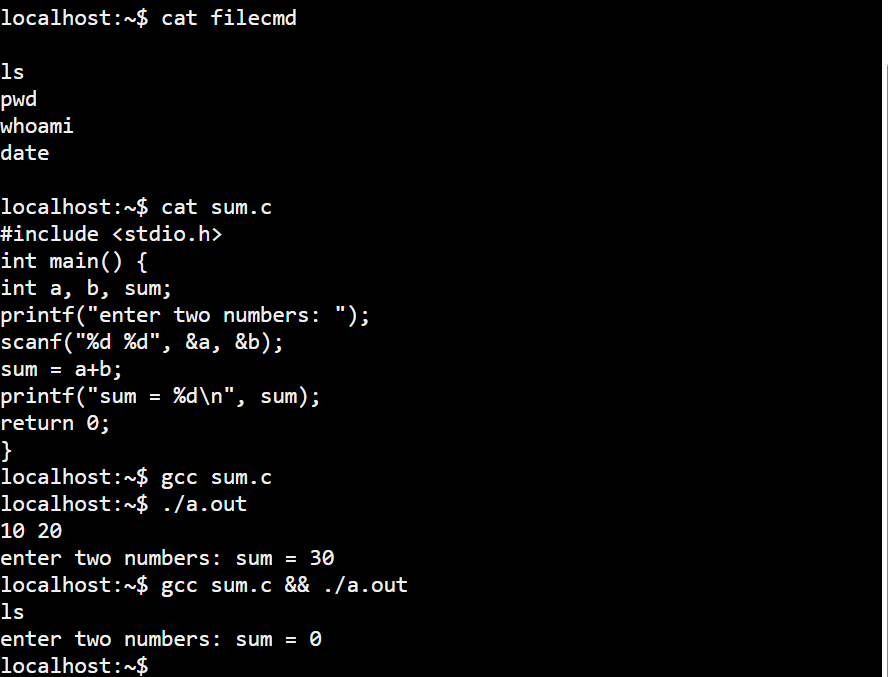 localhost:~$ cat filecmd
ls
pwd
whoami
date
localhost:~$ cat sum.c
#include <stdio.h>
int main() {
int a, b, sum;
printf("enter two numbers: ");
scanf("%d %d", &a, &b);
sum = a+b;
printf("sum = %d\n", sum);
return 0;
}
localhost:~$ gcc sum.c
localhost:~$ ./a.out
10 20
enter two numbers: sum = 30
localhost:~$ gcc sum.c && ./a.out
ls
enter two numbers: sum = 0
localhost:~$